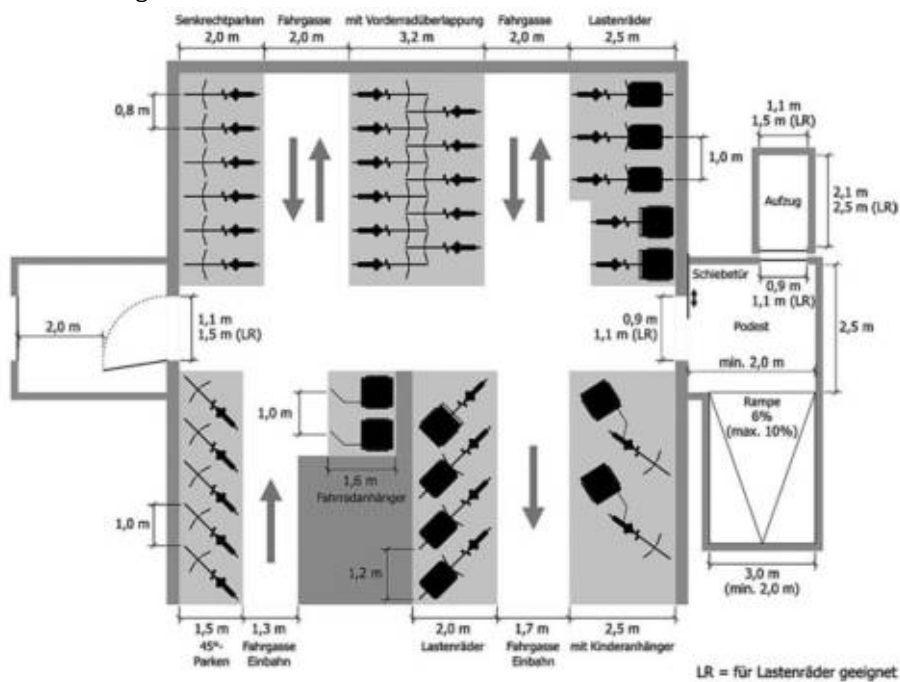 Senkrechtparken
2,0 m
Fahrgasse
2,0 m
mit Vorderradüberlappung
3,2 m
Fahrgasse
2,0 m
Lastenräder
2,5 m
0,8 m
1,0 m
1,1 m
1,5 m (LR)
Aufzug
2,1 m
2,5 m (LR)
Schiebetür
0,9 m
1,1 m (LR)
2,0 m
1,1 m
1,5 m (LR)
0,9 m
1,1 m (LR)
Podest
min. 2,0 m
2,5 m
1,0 m
1,6 m
Fahrradanhänger
Rampe
6%
(max. 10%)
1,0 m
1,2 m
3,0 m
(min. 2,0 m)
1,5 m
45°-
Parken
1,3 m
Fahrgasse
Einbahn
2,0 m
Lastenräder
1,7 m
Fahrgasse
Einbahn
2,5 m
mit Kinderanhänger
LR = für Lastenräder geeignet